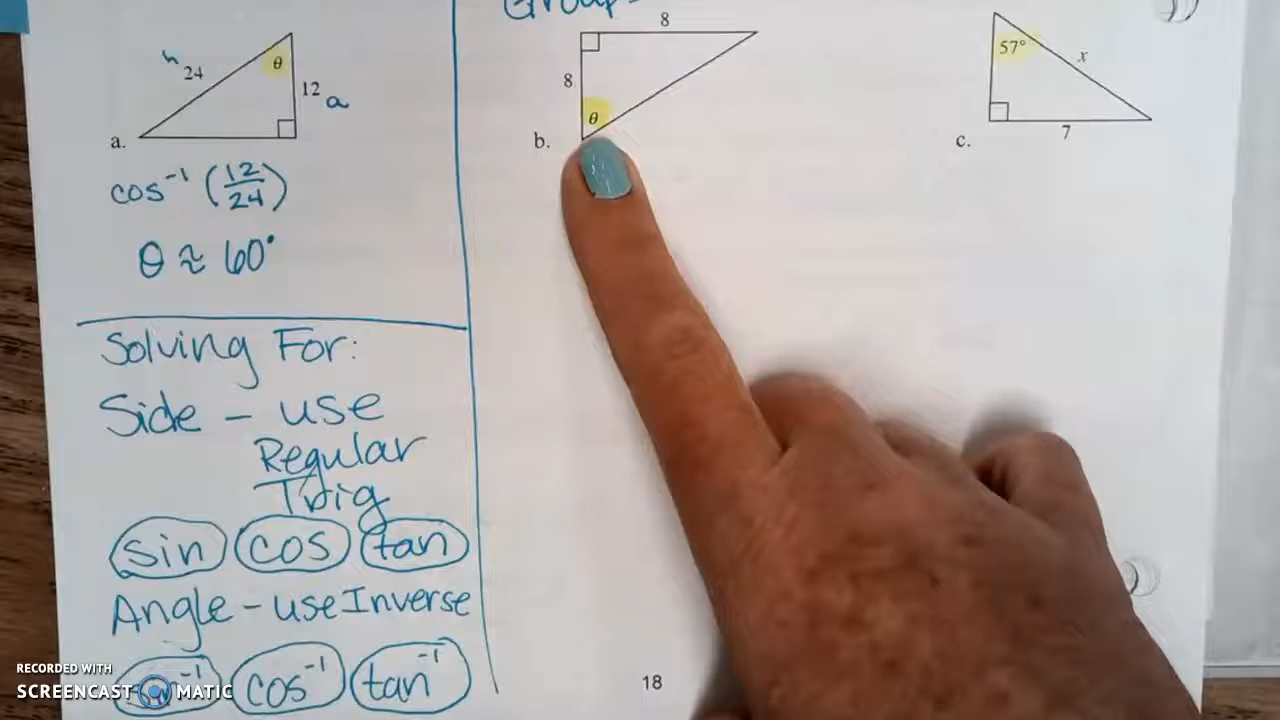 Group
h
24
θ
12
a
a.
cos⁻¹ (12/24)
θ ≈ 60°
Solving For:
Side – use
Regular
Trig
sin cos tan
Angle – use Inverse
cos⁻¹ tan⁻¹
8
8
θ
b.
57°
x
7
c.
18
RECORDED WITH
SCREENCAST MATIC